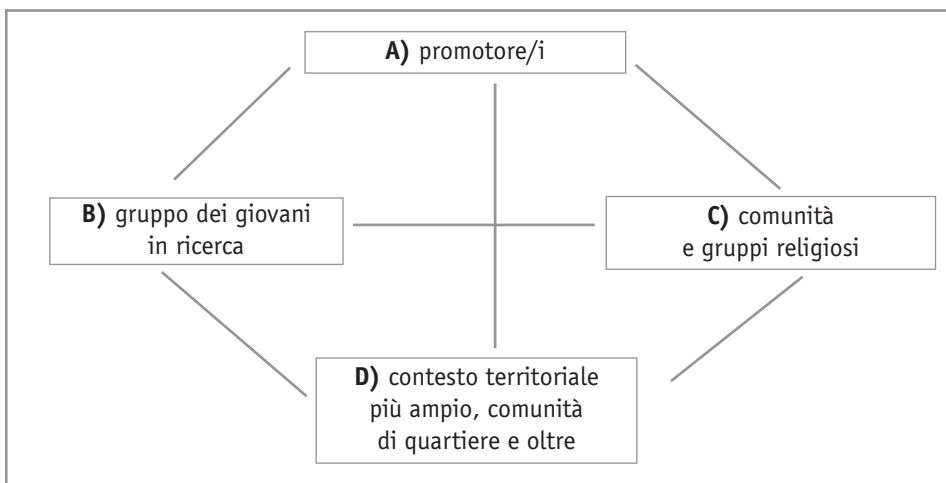 A) promotore/i
B) gruppo dei giovani
in ricerca
C) comunità
e gruppi religiosi
D) contesto territoriale
più ampio, comunità
di quartiere e oltre